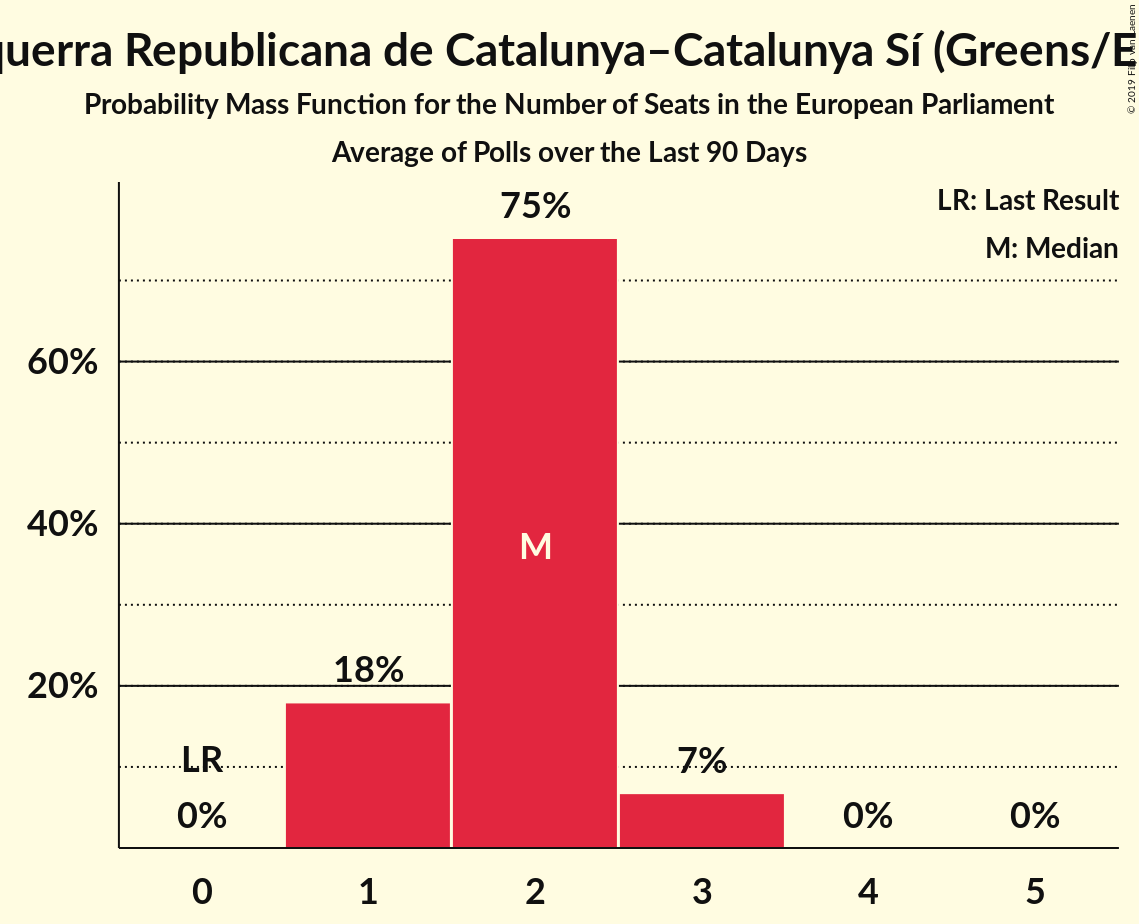 querra Republicana de Catalunya–Catalunya Sí (Greens/E
Probability Mass Function for the Number of Seats in the European Parliament
Average of Polls over the Last 90 Days
© 2019 Filip van Laenen
LR: Last Result
M: Median
75%
60%
40%
M
18%
20%
LR
7%
0%
0%
0%
0 1 2 3 4 5